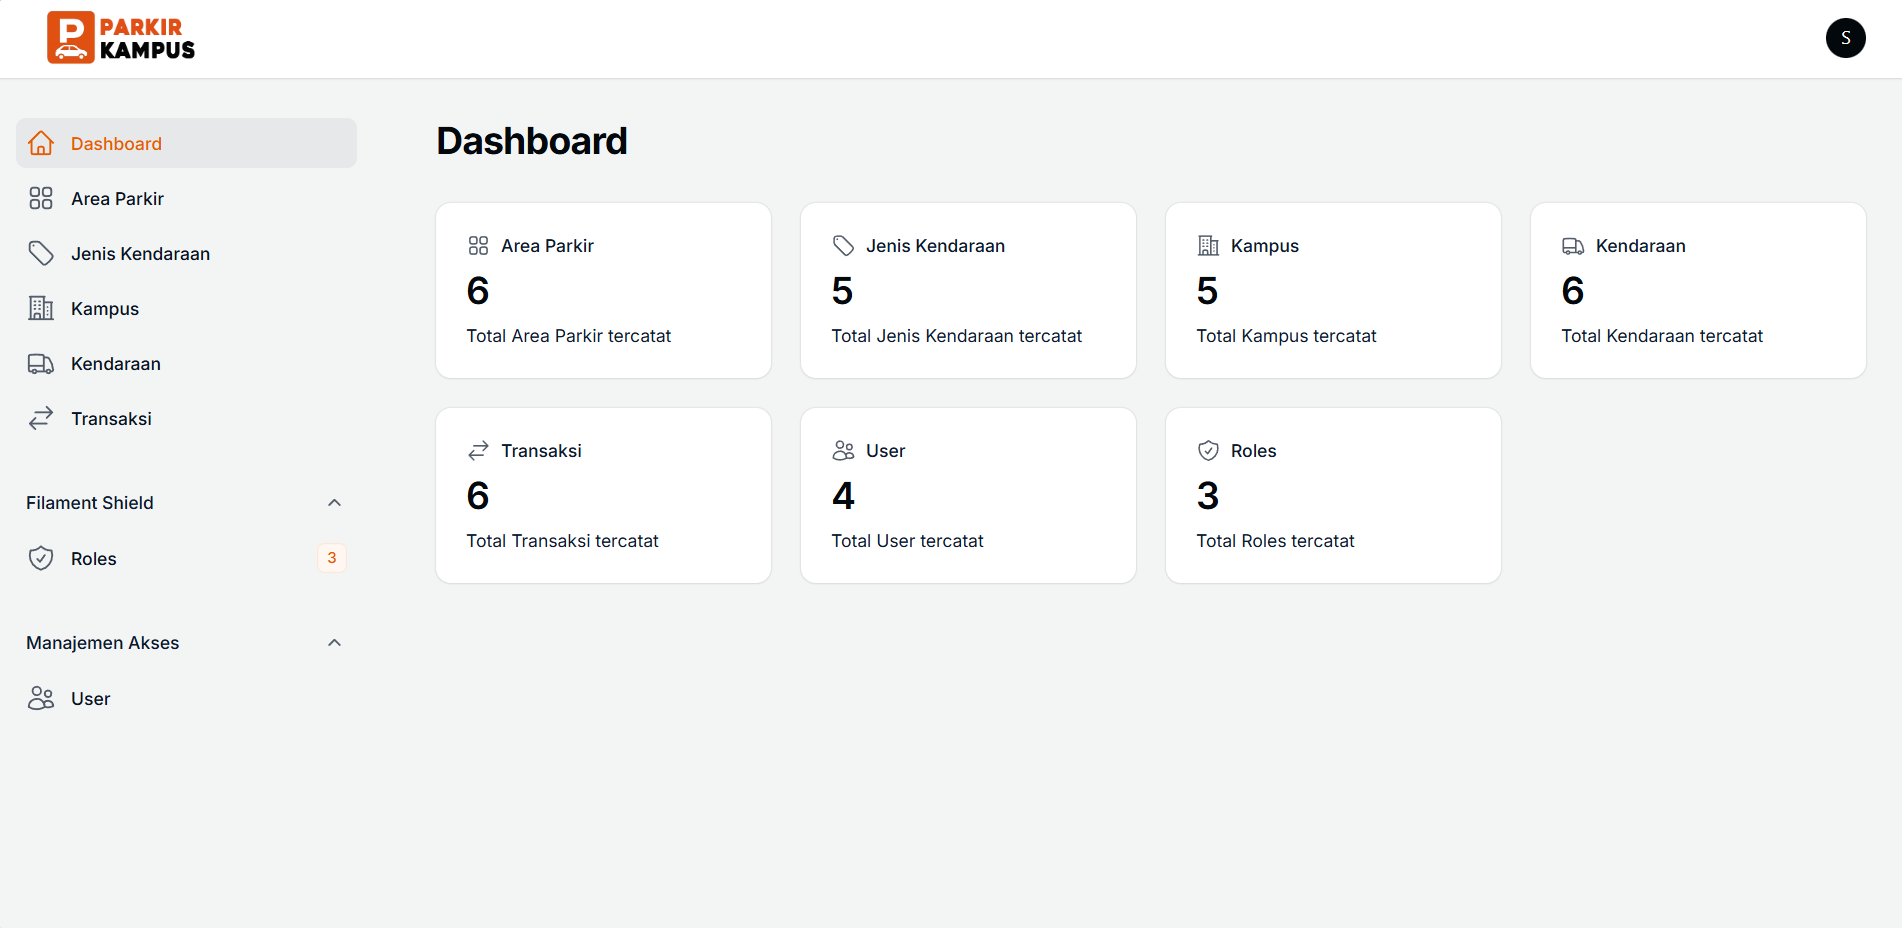 PARKIR
KAMPUS
S
Dashboard
Area Parkir
Jenis Kendaraan
Kampus
Kendaraan
Transaksi
Filament Shield
Roles
3
Manajemen Akses
User
Dashboard
Area Parkir
6
Total Area Parkir tercatat
Jenis Kendaraan
5
Total Jenis Kendaraan tercatat
Kampus
5
Total Kampus tercatat
Kendaraan
6
Total Kendaraan tercatat
Transaksi
6
Total Transaksi tercatat
User
4
Total User tercatat
Roles
3
Total Roles tercatat